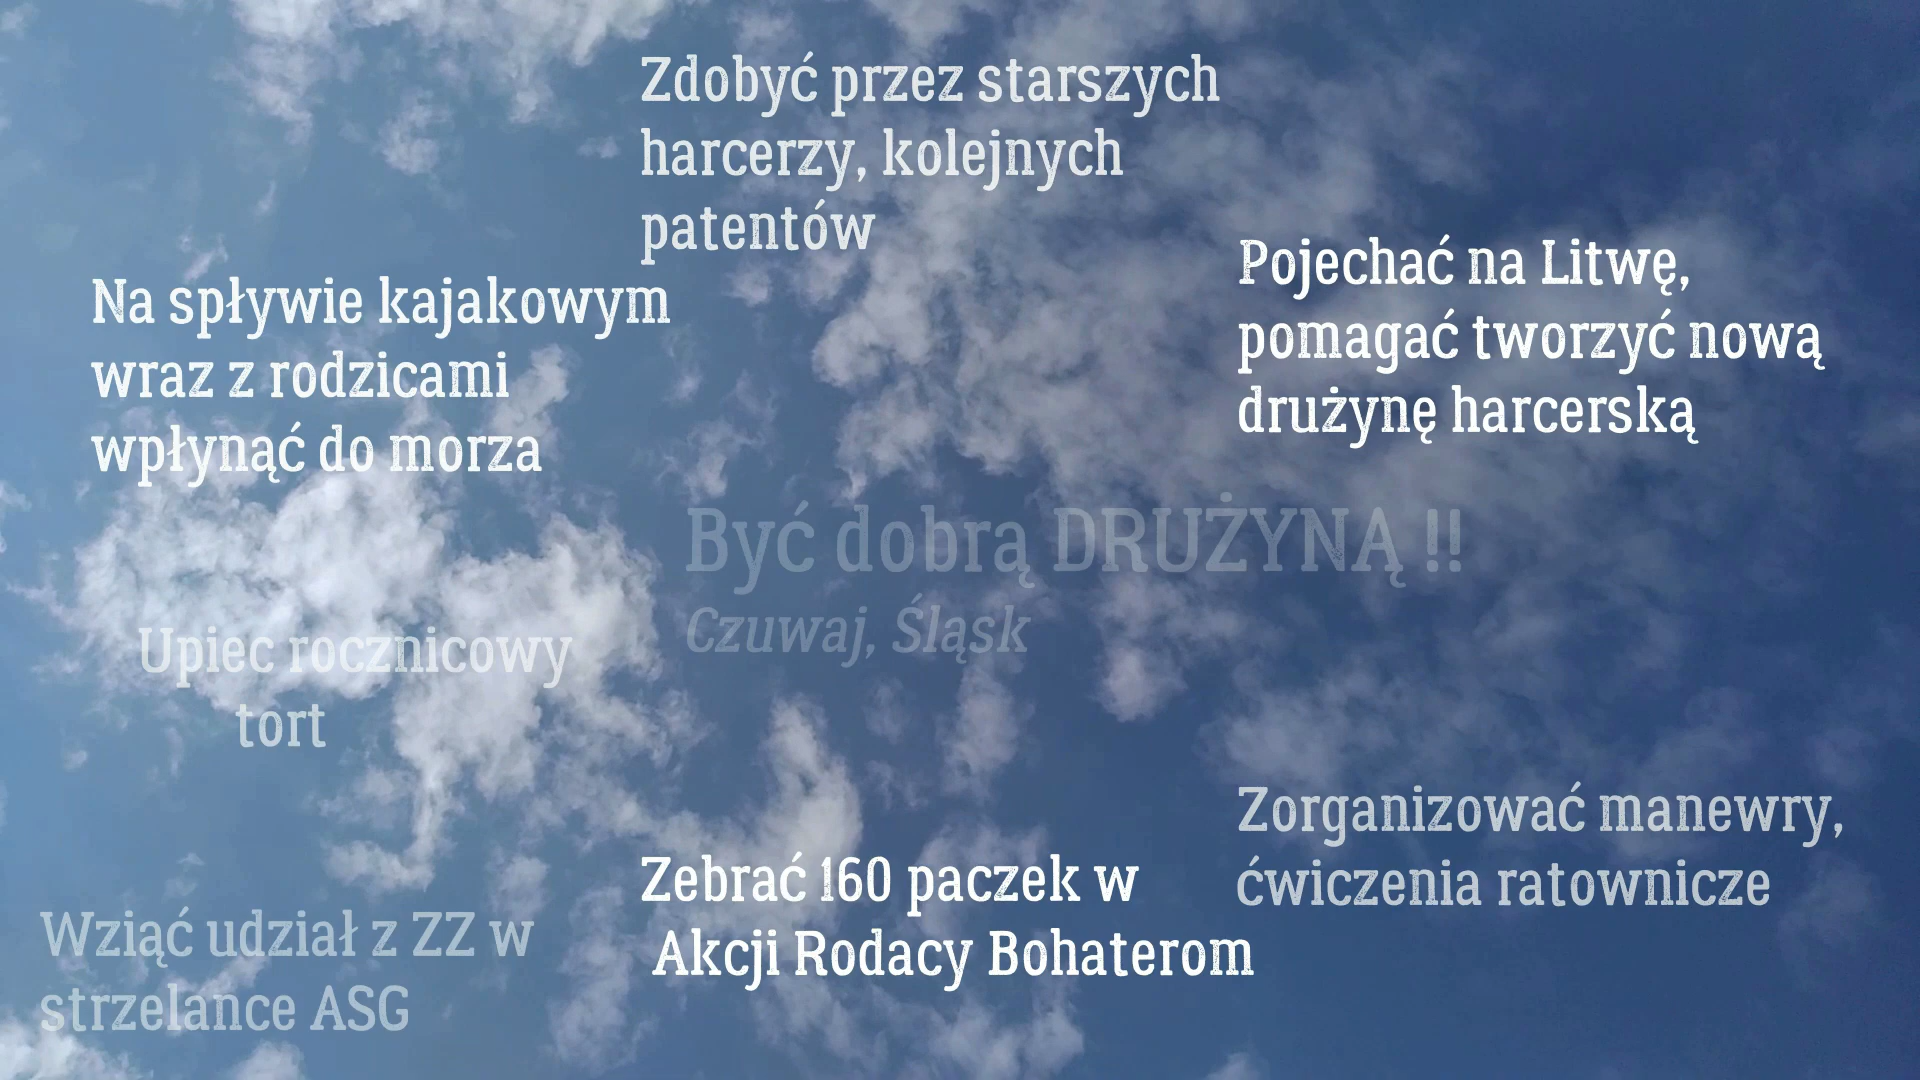 Zdobyć przez starszych
harcerzy, kolejnych
patentów
Na spływie kajakowym
wraz z rodzicami
wpłynąć do morza
Pojechać na Litwę,
pomagać tworzyć nową
drużynę harcerską
Być dobrą DRUŻYNĄ !!
Czuwaj, Śląsk
Upiec rocznicowy
tort
Zorganizować manewry,
ćwiczenia ratownicze
Zebrać 160 paczek w
Akcji Rodacy Bohaterom
Wziąć udział z ZZ w
strzelance ASG